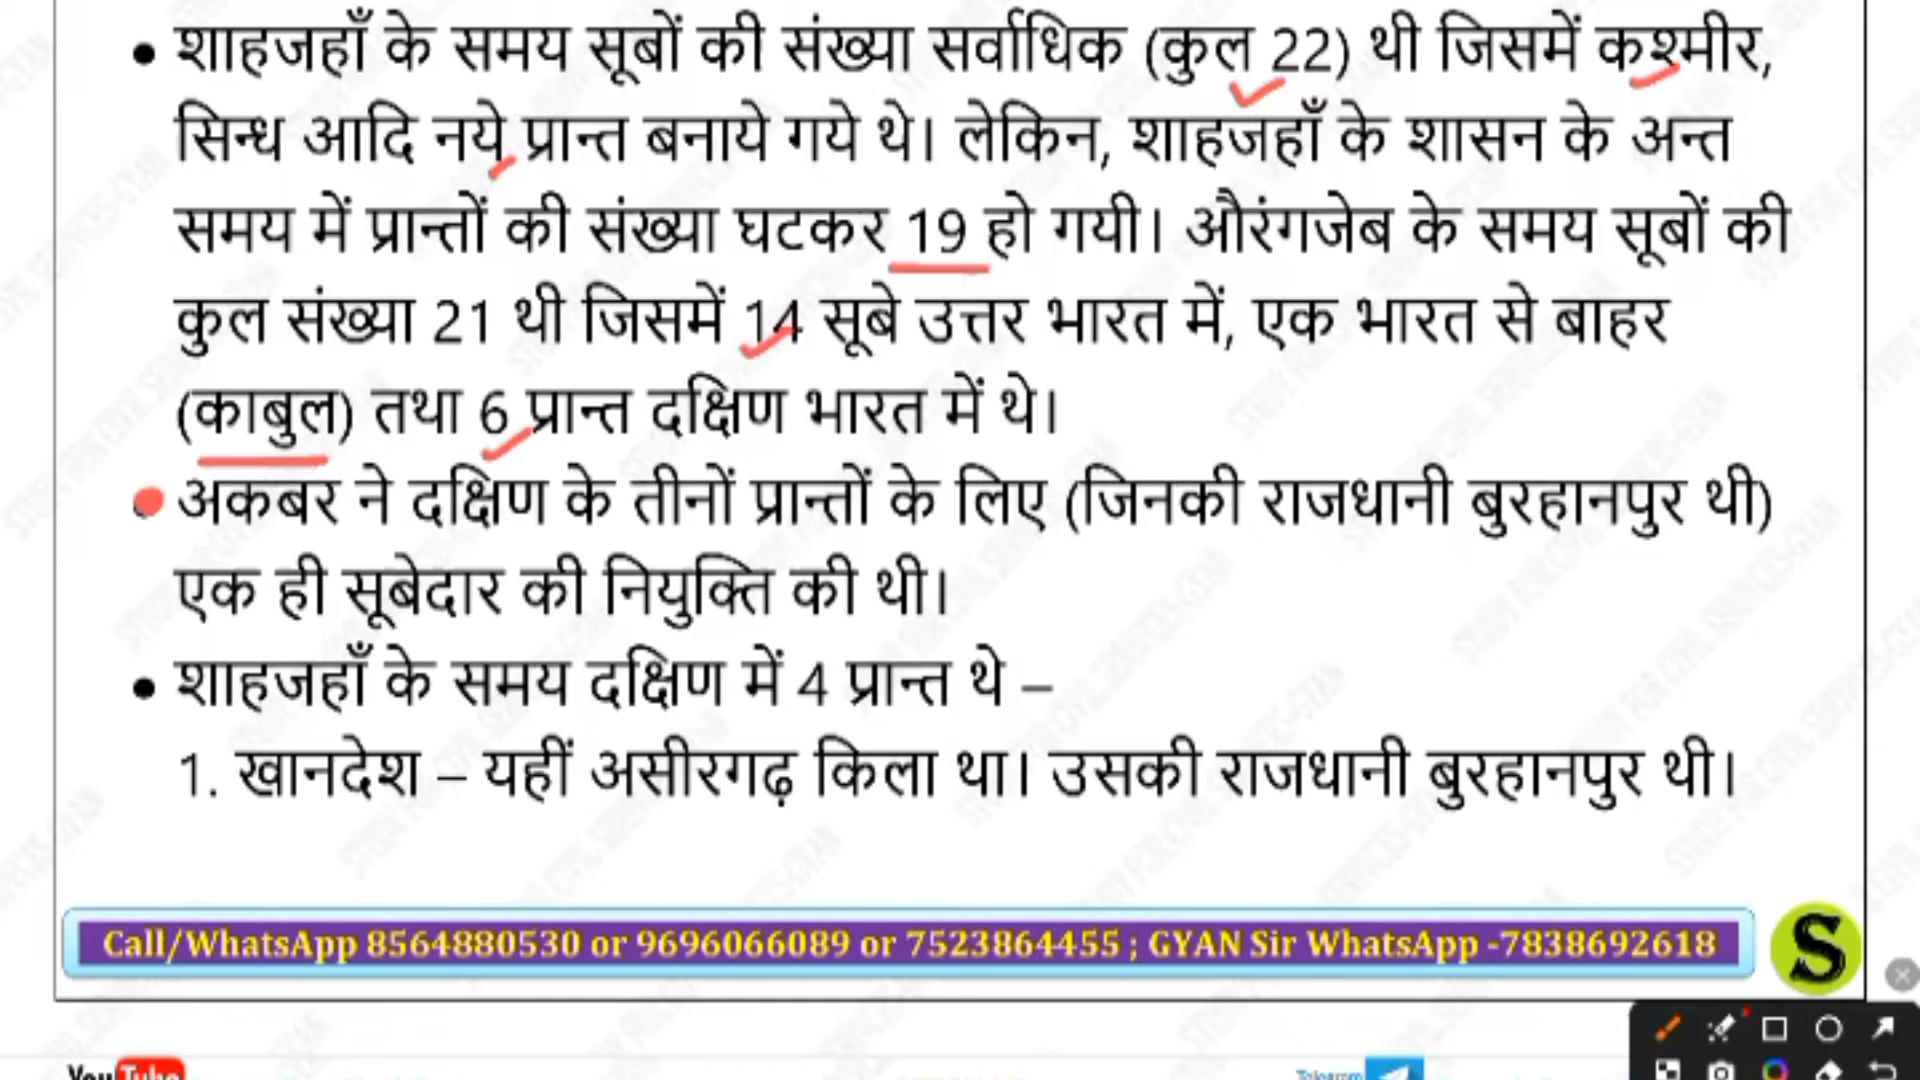 • शाहजहाँ के समय सूबों की संख्या सर्वाधिक (कुल 22) थी जिसमें कश्मीर,
सिन्ध आदि नये प्रान्त बनाये गये थे। लेकिन, शाहजहाँ के शासन के अन्त
समय में प्रान्तों की संख्या घटकर 19 हो गयी। औरंगजेब के समय सूबों की
कुल संख्या 21 थी जिसमें 14 सूबे उत्तर भारत में, एक भारत से बाहर
(काबुल) तथा 6 प्रान्त दक्षिण भारत में थे।
• अकबर ने दक्षिण के तीनों प्रान्तों के लिए (जिनकी राजधानी बुरहानपुर थी)
एक ही सूबेदार की नियुक्ति की थी।
• शाहजहाँ के समय दक्षिण में 4 प्रान्त थे –
1. खानदेश – यहीं असीरगढ़ किला था। उसकी राजधानी बुरहानपुर थी।
Call/WhatsApp 8564880530 or 9696066089 or 7523864455 ; GYAN Sir WhatsApp -7838692618
S
YouTube
Telegram